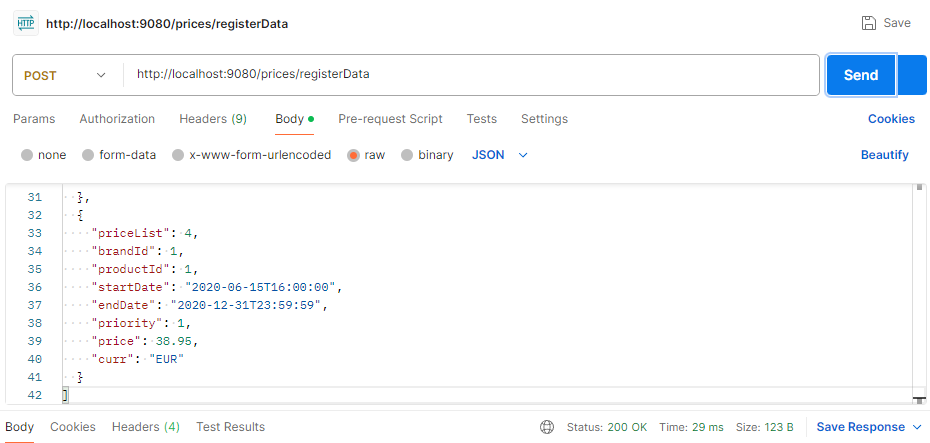 HTTP http://localhost:9080/prices/registerData Save
POST http://localhost:9080/prices/registerData Send
Params Authorization Headers (9) Body Pre-request Script Tests Settings Cookies
none form-data x-www-form-urlencoded raw binary JSON Beautify
31 },
32 {
33 "priceList": 4,
34 "brandId": 1,
35 "productId": 1,
36 "startDate": "2020-06-15T16:00:00",
37 "endDate": "2020-12-31T23:59:59",
38 "priority": 1,
39 "price": 38.95,
40 "curr": "EUR"
41 }
42 ]
Body Cookies Headers (4) Test Results Status: 200 OK Time: 29 ms Size: 123 B Save Response